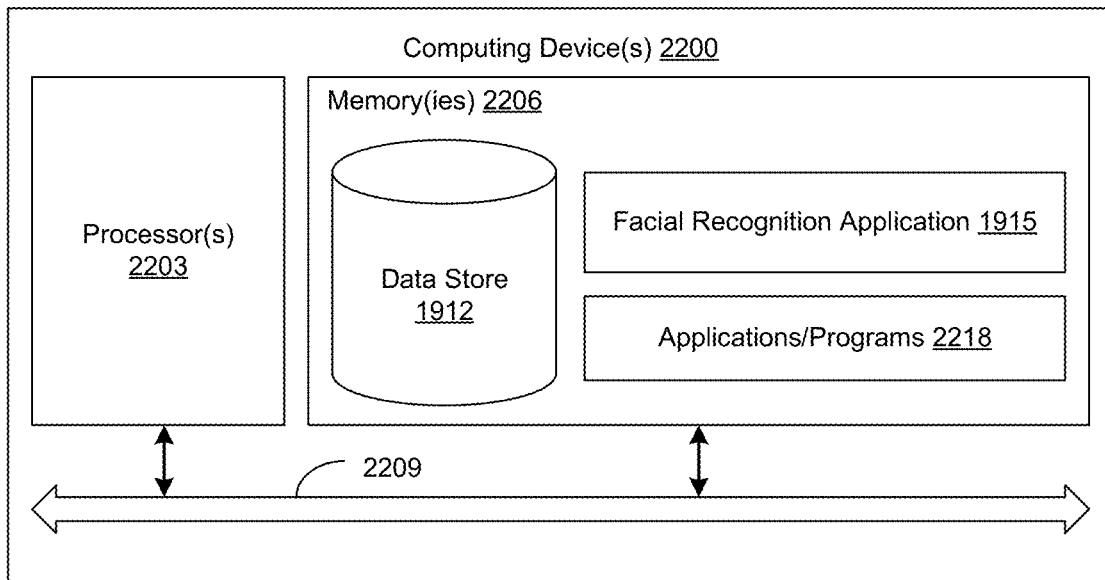 Computing Device(s) 2200
Processor(s)
2203
Memory(ies) 2206
Data Store
1912
Facial Recognition Application 1915
Applications/Programs 2218
2209